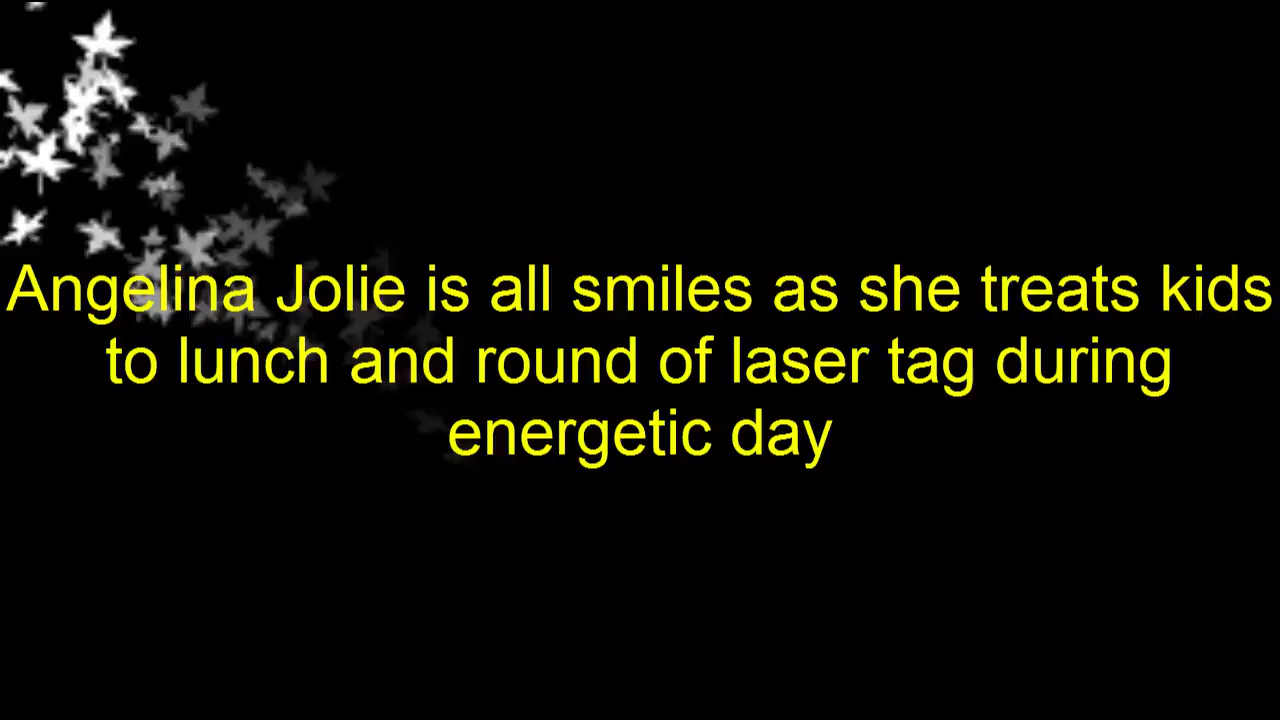 Angelina Jolie is all smiles as she treats kids
to lunch and round of laser tag during
energetic day